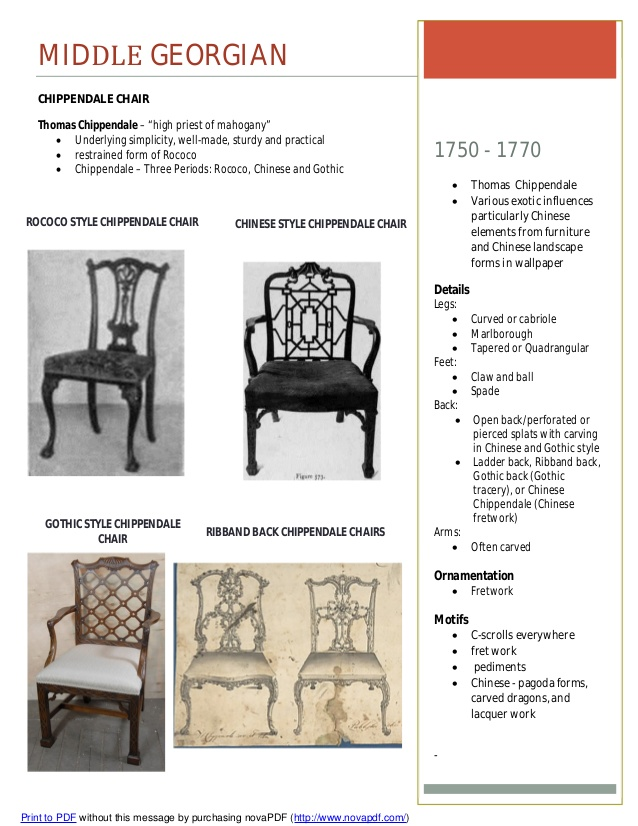 MIDDLE GEORGIAN
CHIPPENDALE CHAIR
Thomas Chippendale – “high priest of mahogany”
• Underlying simplicity, well-made, sturdy and practical
• restrained form of Rococo
• Chippendale – Three Periods: Rococo, Chinese and Gothic
ROCOCO STYLE CHIPPENDALE CHAIR
CHINESE STYLE CHIPPENDALE CHAIR
Figure 373.
GOTHIC STYLE CHIPPENDALE
CHAIR
RIBBAND BACK CHIPPENDALE CHAIRS
1750 - 1770
• Thomas Chippendale
• Various exotic influences
particularly Chinese
elements from furniture
and Chinese landscape
forms in wallpaper
Details
Legs:
• Curved or cabriole
• Marlborough
• Tapered or Quadrangular
Feet:
• Claw and ball
• Spade
Back:
• Open back/perforated or
pierced splats with carving
in Chinese and Gothic style
• Ladder back, Ribband back,
Gothic back (Gothic
tracery), or Chinese
Chippendale (Chinese
fretwork)
Arms:
• Often carved
Ornamentation
• Fretwork
Motifs
• C-scrolls everywhere
• fret work
• pediments
• Chinese - pagoda forms,
carved dragons, and
lacquer work
-
Print to PDF without this message by purchasing novaPDF (http://www.novapdf.com/)